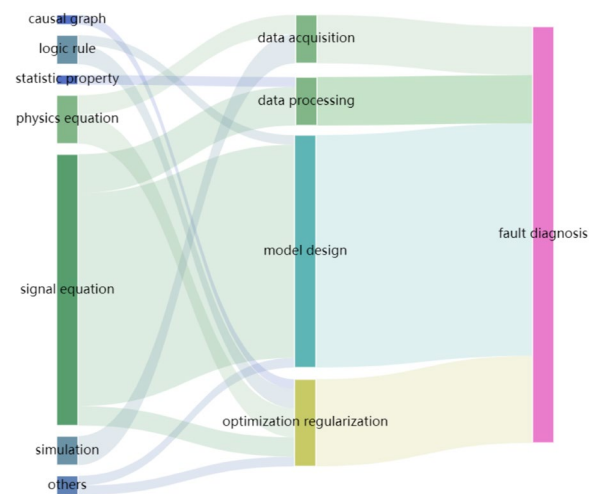 causal graph
logic rule
statistic property
physics equation
signal equation
simulation
others
data acquisition
data processing
model design
optimization regularization
fault diagnosis